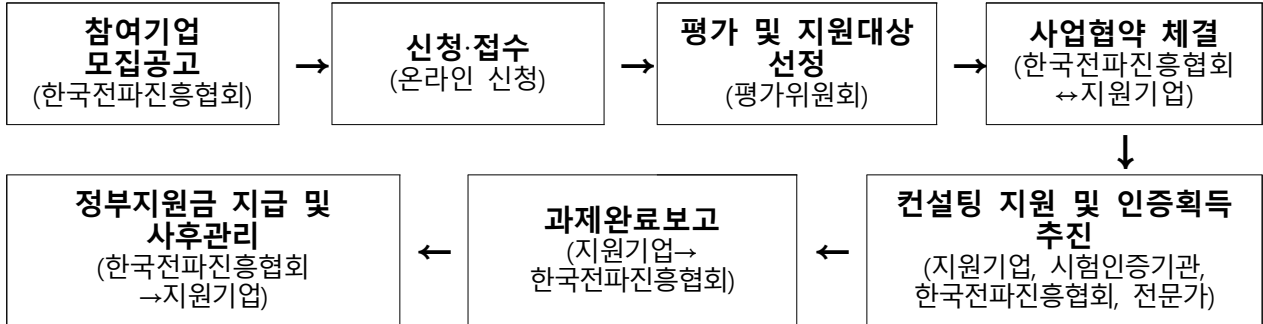 참여기업
모집공고
(한국전파진흥협회)
→
신청·접수
(온라인 신청)
→
평가 및 지원대상
선정
(평가위원회)
→
사업협약 체결
(한국전파진흥협회
↔지원기업)
↓
컨설팅 지원 및 인증획득
추진
(지원기업, 시험인증기관,
한국전파진흥협회, 전문가)
←
과제완료보고
(지원기업→
한국전파진흥협회)
←
정부지원금 지급 및
사후관리
(한국전파진흥협회
→지원기업)